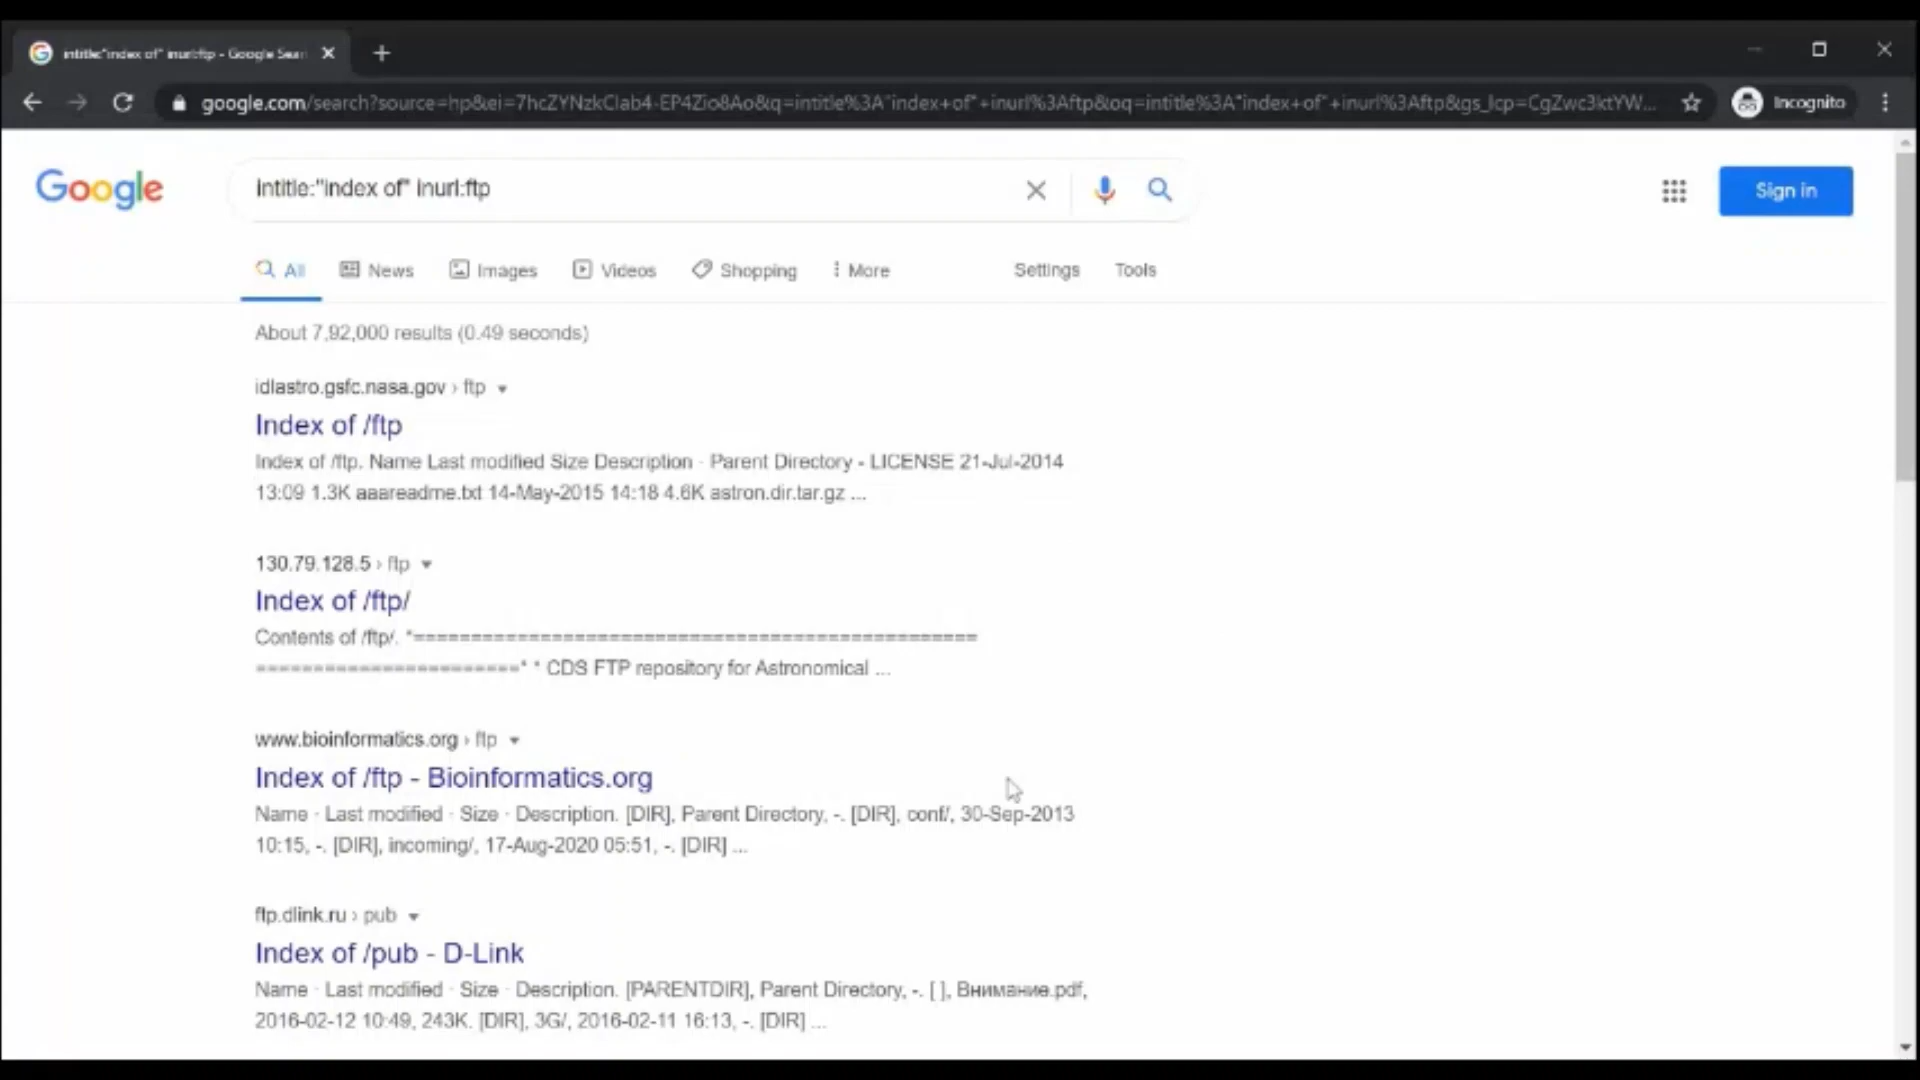 intitle:"index of" inurl:ftp - Google Sear
google.com/search?source=hp&ei=7hcZYNzkClab4-EP4Zio8Ao&q=intitle%3A"index+of"+inurl%3Aftp&oq=intitle%3A"index+of"+inurl%3Aftp&gs_lcp=CgZwc3ktYW...
Incognito
Google
intitle:"index of" inurl:ftp
Sign in
All
News
Images
Videos
Shopping
More
Settings
Tools
About 7,92,000 results (0.49 seconds)
idlastro.gsfc.nasa.gov › ftp
Index of /ftp
Index of /ftp. Name Last modified Size Description · Parent Directory - LICENSE 21-Jul-2014
13:09 1.3K aaareadme.txt 14-May-2015 14:18 4.6K astron.dir.tar.gz ...
130.79.128.5 › ftp
Index of /ftp/
Contents of /ftp/. *=================================================
=======================* * CDS FTP repository for Astronomical ...
www.bioinformatics.org › ftp
Index of /ftp - Bioinformatics.org
Name · Last modified · Size · Description. [DIR], Parent Directory, -. [DIR], conf/, 30-Sep-2013
10:15, -. [DIR], incoming/, 17-Aug-2020 05:51, -. [DIR] ...
ftp.dlink.ru › pub
Index of /pub - D-Link
Name · Last modified · Size · Description. [PARENTDIR], Parent Directory, -. [ ], Внимание.pdf,
2016-02-12 10:49, 243K. [DIR], 3G/, 2016-02-11 16:13, -. [DIR] ...